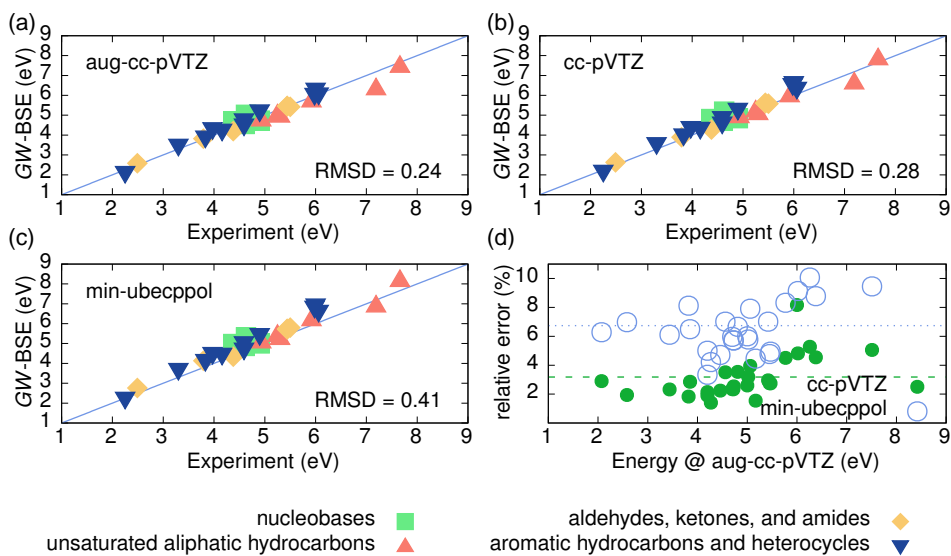 (a)
GW-BSE (eV)
9
8
7
6
5
4
3
2
1
aug-cc-pVTZ
RMSD = 0.24
1 2 3 4 5 6 7 8 9
Experiment (eV)
(b)
GW-BSE (eV)
9
8
7
6
5
4
3
2
1
cc-pVTZ
RMSD = 0.28
1 2 3 4 5 6 7 8 9
Experiment (eV)
(c)
GW-BSE (eV)
9
8
7
6
5
4
3
2
1
min-ubecppol
RMSD = 0.41
1 2 3 4 5 6 7 8 9
Experiment (eV)
(d)
relative error (%)
10
8
6
4
2
cc-pVTZ
min-ubecppol
1 2 3 4 5 6 7 8 9
Energy @ aug-cc-pVTZ (eV)
nucleobases
unsaturated aliphatic hydrocarbons
aldehydes, ketones, and amides
aromatic hydrocarbons and heterocycles